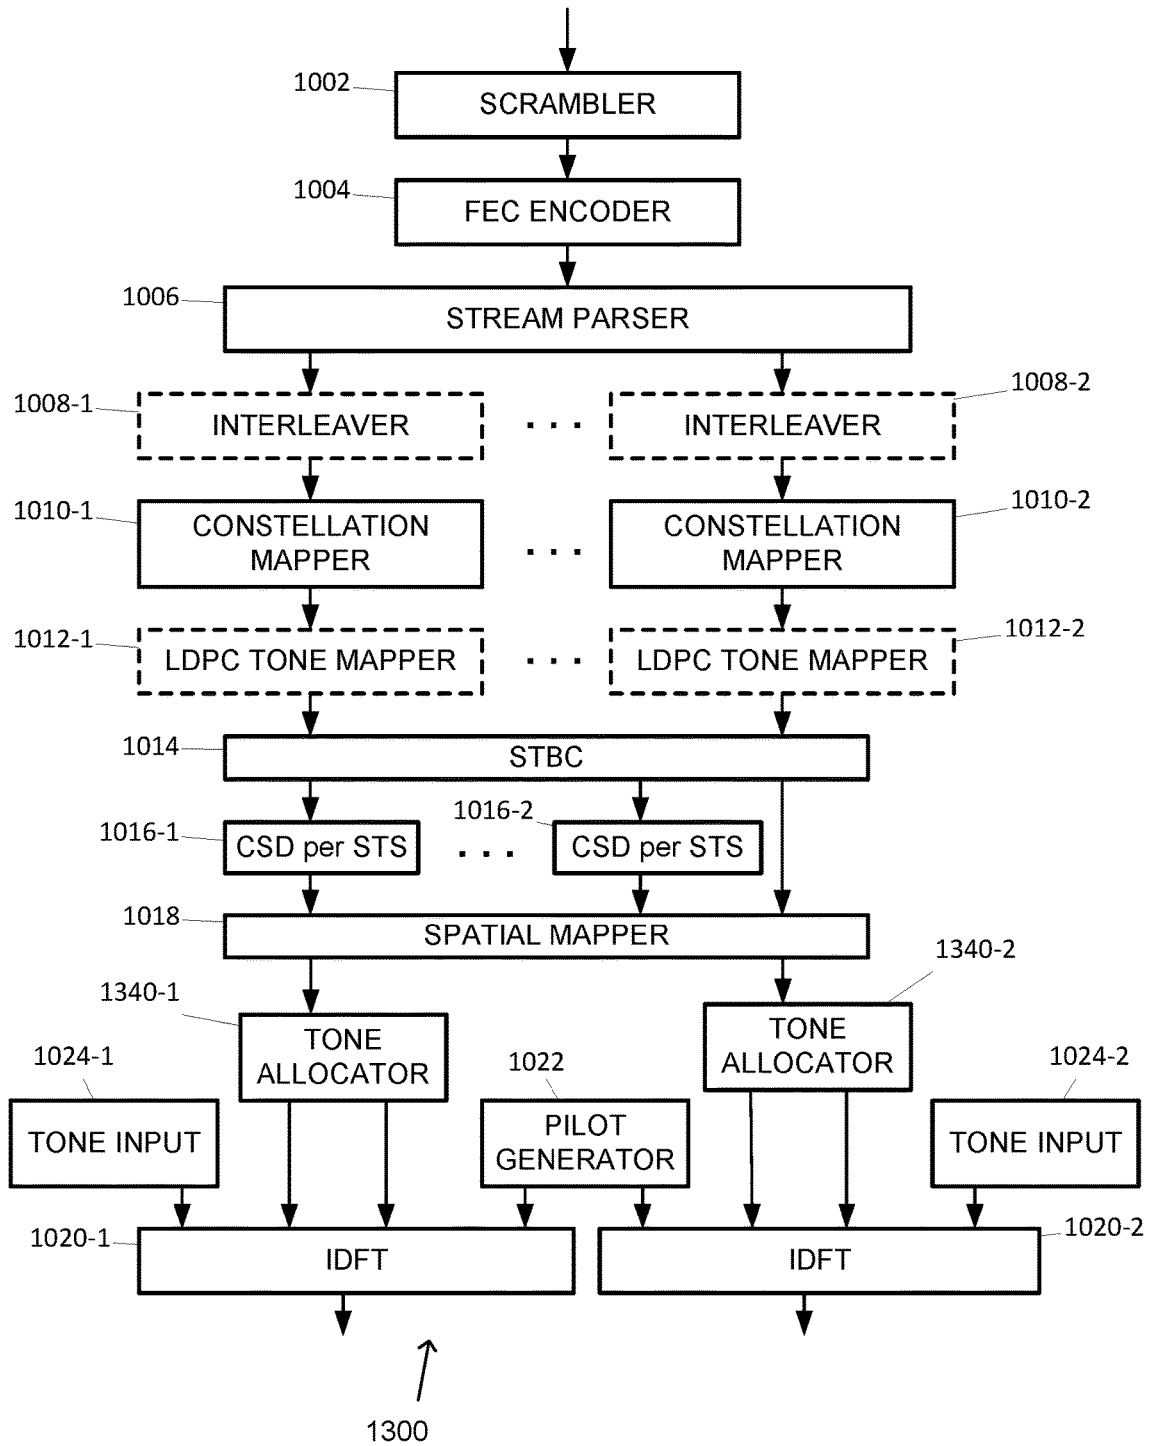 1002
SCRAMBLER
1004
FEC ENCODER
1006
STREAM PARSER
1008-1
INTERLEAVER
. . .
INTERLEAVER
1008-2
1010-1
CONSTELLATION
MAPPER
. . .
CONSTELLATION
MAPPER
1010-2
1012-1
LDPC TONE MAPPER
. . .
LDPC TONE MAPPER
1012-2
1014
STBC
1016-1
CSD per STS
. . .
1016-2
CSD per STS
1018
SPATIAL MAPPER
1340-1
TONE
ALLOCATOR
1340-2
TONE
ALLOCATOR
1024-1
TONE INPUT
1022
PILOT
GENERATOR
1024-2
TONE INPUT
1020-1
IDFT
IDFT
1020-2
1300